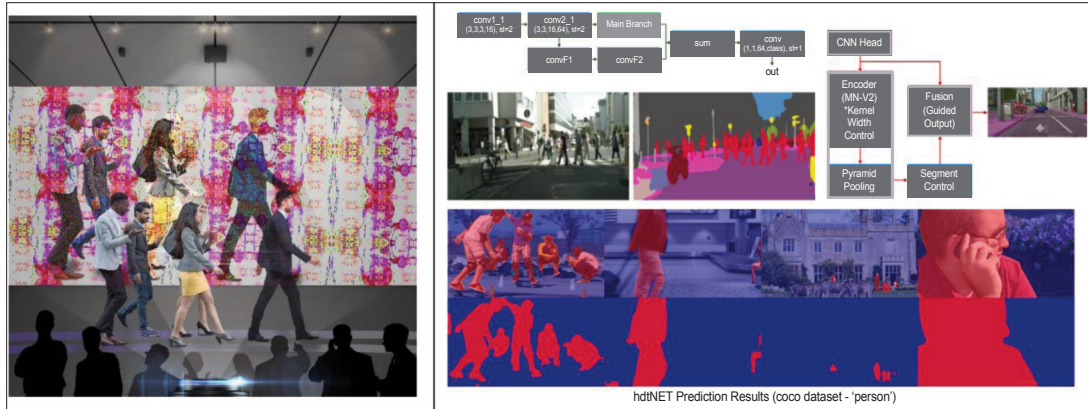 conv1_1
(3,3,3,16), st=2
conv2_1
(3,3,16,64), st=2
Main Branch
convF1
convF2
sum
conv
(1,1,64,class), st=1
out
CNN Head
Encoder
(MN-V2)
*Kernel
Width
Control
Pyramid
Pooling
Fusion
(Guided
Output)
Segment
Control
hdtNET Prediction Results (coco dataset - 'person')